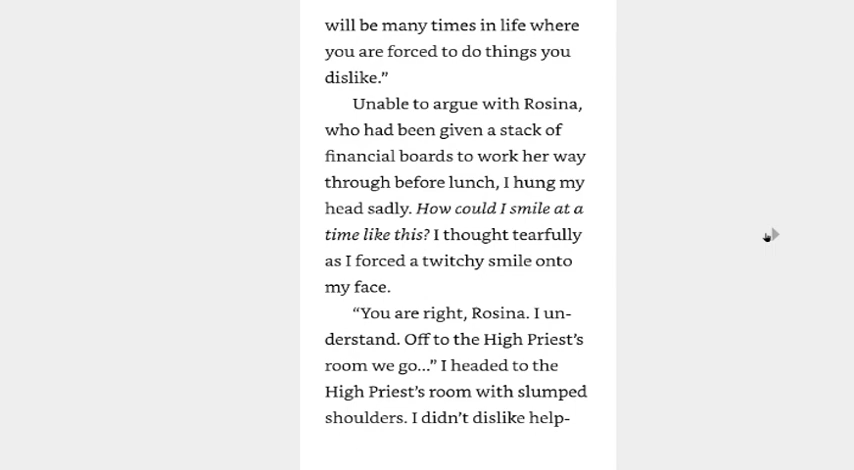 will be many times in life where
you are forced to do things you
dislike.”
Unable to argue with Rosina,
who had been given a stack of
financial boards to work her way
through before lunch, I hung my
head sadly. How could I smile at a
time like this? I thought tearfully
as I forced a twitchy smile onto
my face.
“You are right, Rosina. I un-
derstand. Off to the High Priest’s
room we go...” I headed to the
High Priest’s room with slumped
shoulders. I didn’t dislike help-